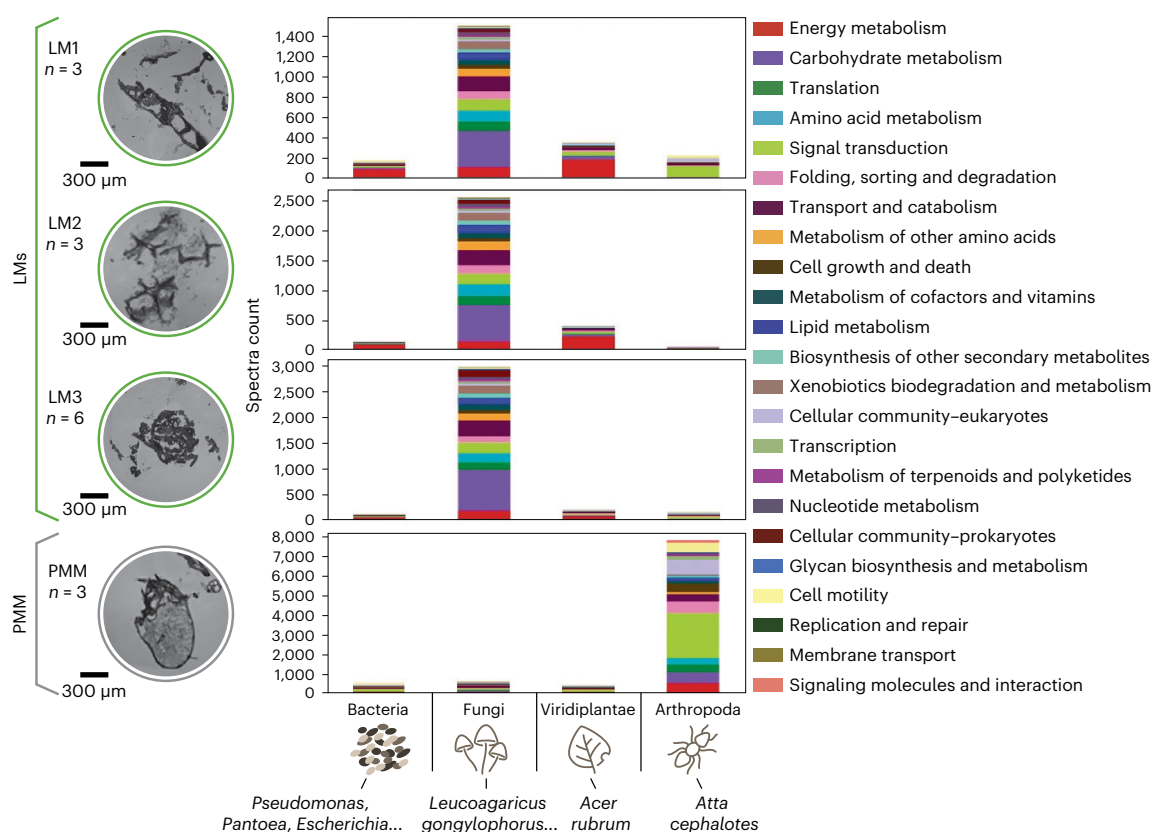 LMs
LM1
n = 3
300 µm
LM2
n = 3
300 µm
LM3
n = 6
300 µm
PMM
PMM
n = 3
300 µm
Spectra count
1,400
1,200
1,000
800
600
400
200
0
2,500
2,000
1,500
1,000
500
0
3,000
2,500
2,000
1,500
1,000
500
0
8,000
7,000
6,000
5,000
4,000
3,000
2,000
1,000
0
Bacteria
Fungi
Viridiplantae
Arthropoda
Pseudomonas,
Pantoea, Escherichia...
Leucoagaricus
gongylophorus...
Acer
rubrum
Atta
cephalotes
Energy metabolism
Carbohydrate metabolism
Translation
Amino acid metabolism
Signal transduction
Folding, sorting and degradation
Transport and catabolism
Metabolism of other amino acids
Cell growth and death
Metabolism of cofactors and vitamins
Lipid metabolism
Biosynthesis of other secondary metabolites
Xenobiotics biodegradation and metabolism
Cellular community–eukaryotes
Transcription
Metabolism of terpenoids and polyketides
Nucleotide metabolism
Cellular community–prokaryotes
Glycan biosynthesis and metabolism
Cell motility
Replication and repair
Membrane transport
Signaling molecules and interaction